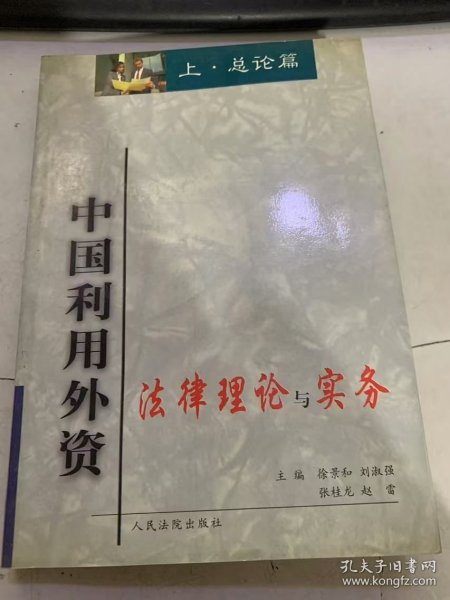 上·总论篇
中国利用外资
法律理论与实务
主 编 徐景和 刘淑强
张桂龙 赵 雷
人民法院出版社
孔夫子旧书网
www.kongfz.com